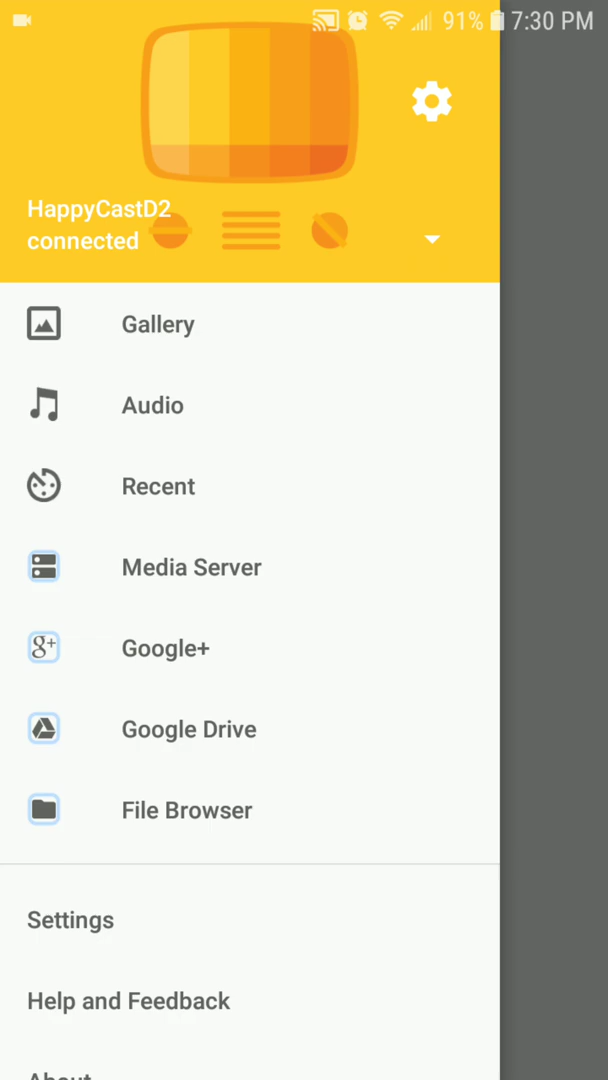 91% 7:30 PM
HappyCastD2
connected
Gallery
Audio
Recent
Media Server
g+ Google+
Google Drive
File Browser
Settings
Help and Feedback
About